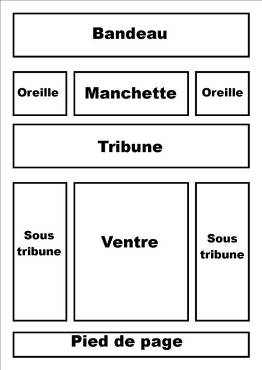 Bandeau
Oreille
Manchette
Oreille
Tribune
Sous
tribune
Ventre
Sous
tribune
Pied de page